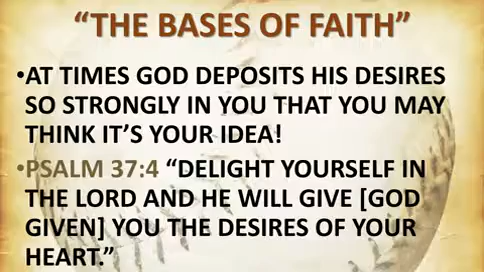 “THE BASES OF FAITH”
•AT TIMES GOD DEPOSITS HIS DESIRES
SO STRONGLY IN YOU THAT YOU MAY
THINK IT’S YOUR IDEA!
•PSALM 37:4 “DELIGHT YOURSELF IN
THE LORD AND HE WILL GIVE [GOD
GIVEN] YOU THE DESIRES OF YOUR
HEART.”